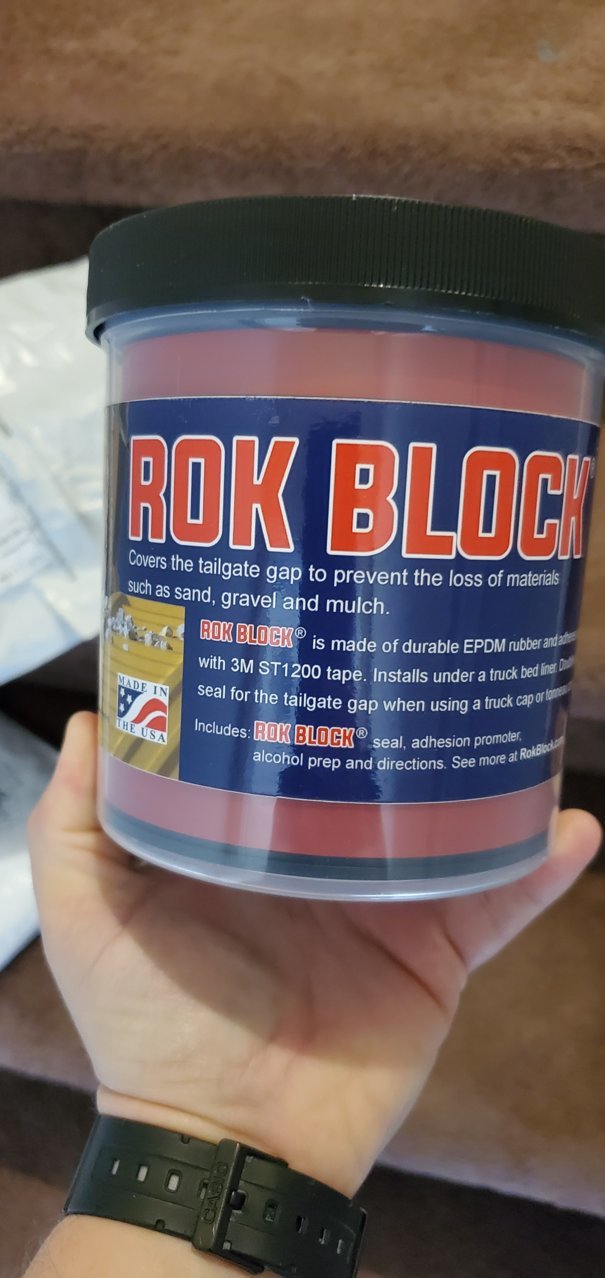 ROK BLOCK®
Covers the tailgate gap to prevent the loss of materials
such as sand, gravel and mulch.
ROK BLOCK® is made of durable EPDM rubber and
with 3M ST1200 tape. Installs under a truck bed liner.
seal for the tailgate gap when using a truck cap or
Includes: ROK BLOCK® seal, adhesion promoter,
alcohol prep and directions. See more at
MADE IN
THE USA
CASIO